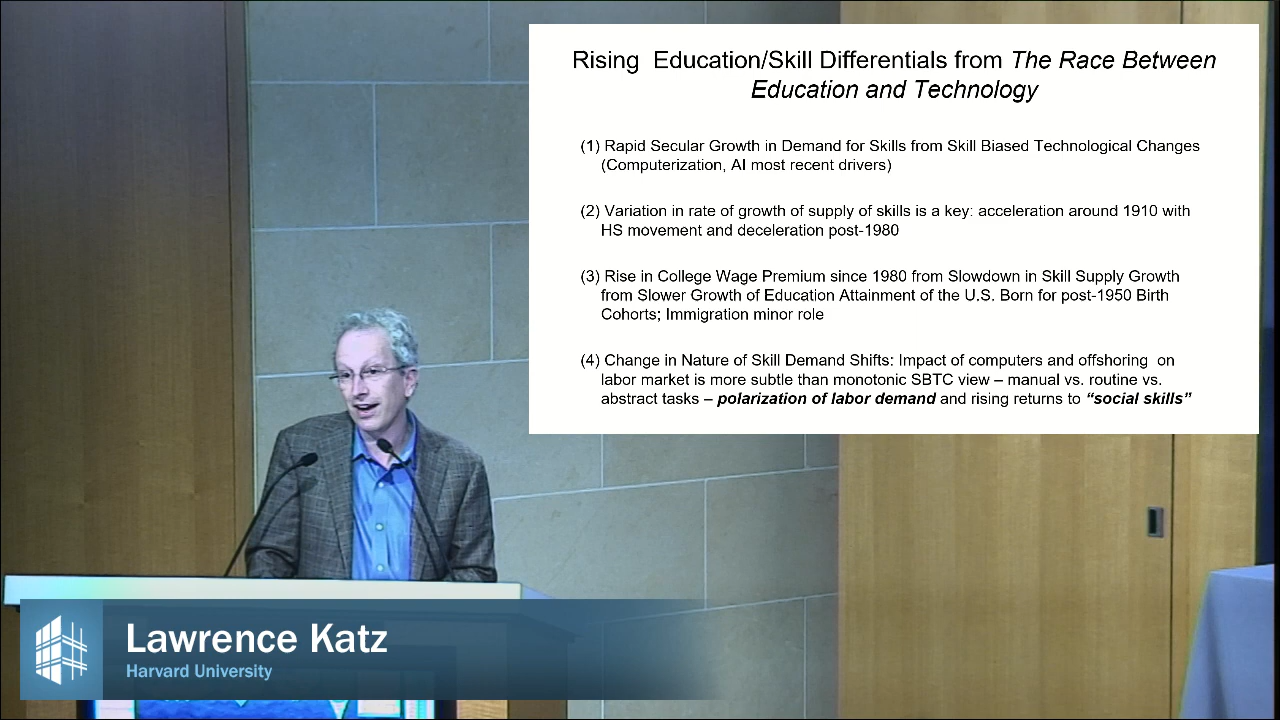 Rising  Education/Skill Differentials from The Race Between
Education and Technology
(1) Rapid Secular Growth in Demand for Skills from Skill Biased Technological Changes
(Computerization, AI most recent drivers)
(2) Variation in rate of growth of supply of skills is a key: acceleration around 1910 with
HS movement and deceleration post-1980
(3) Rise in College Wage Premium since 1980 from Slowdown in Skill Supply Growth
from Slower Growth of Education Attainment of the U.S. Born for post-1950 Birth
Cohorts; Immigration minor role
(4) Change in Nature of Skill Demand Shifts: Impact of computers and offshoring  on
labor market is more subtle than monotonic SBTC view – manual vs. routine vs.
abstract tasks – polarization of labor demand and rising returns to “social skills”
Lawrence Katz
Harvard University